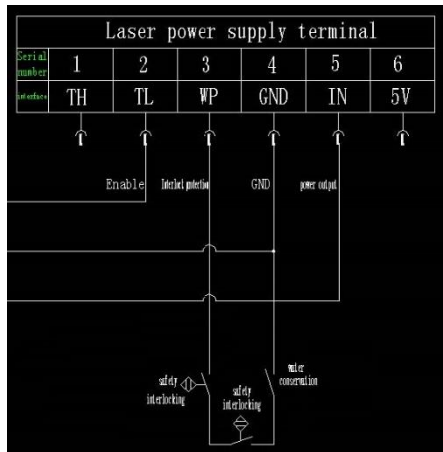 Laser power supply terminal
Serial number 1 2 3 4 5 6
interface TH TL WP GND IN 5V
Enable Interlock protection GND power output
water
conservation
safety
interlocking
safety
interlocking